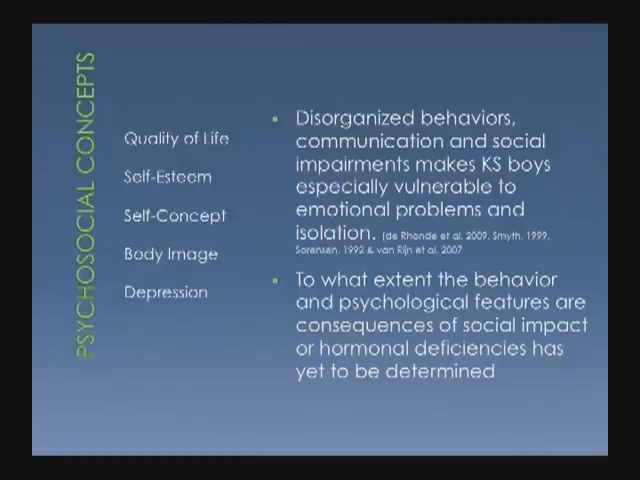 PSYCHOSOCIAL CONCEPTS
Quality of Life
Self-Esteem
Self-Concept
Body Image
Depression
Disorganized behaviors,
communication and social
impairments makes KS boys
especially vulnerable to
emotional problems and
isolation. (de Rhonde et al. 2009, Smyth, 1999,
Sorensen, 1992 & van Rijn et al. 2007
To what extent the behavior
and psychological features are
consequences of social impact
or hormonal deficiencies has
yet to be determined